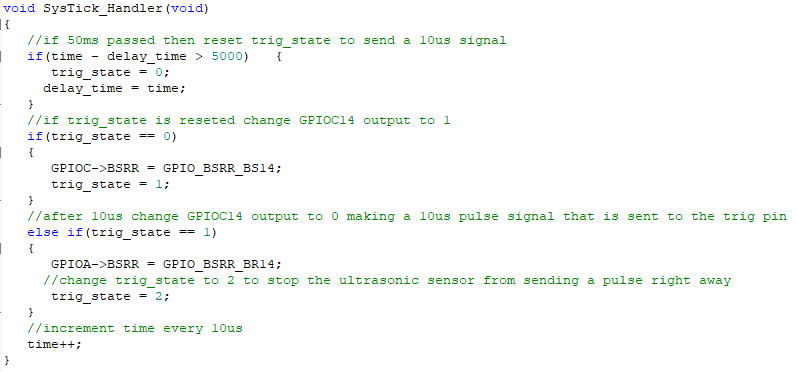 void SysTick_Handler(void)
{
//if 50ms passed then reset trig_state to send a 10us signal
if(time - delay_time > 5000) {
trig_state = 0;
delay_time = time;
}
//if trig_state is reseted change GPIOC14 output to 1
if(trig_state == 0)
{
GPIOC->BSRR = GPIO_BSRR_BS14;
trig_state = 1;
}
//after 10us change GPIOC14 output to 0 making a 10us pulse signal that is sent to the trig pin
else if(trig_state == 1)
{
GPIOA->BSRR = GPIO_BSRR_BR14;
//change trig_state to 2 to stop the ultrasonic sensor from sending a pulse right away
trig_state = 2;
}
//increment time every 10us
time++;
}